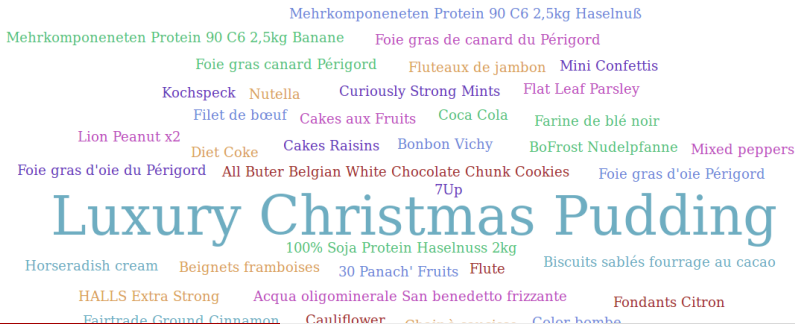 Mehrkomponeneten Protein 90 C6 2,5kg Haselnuß
Mehrkomponeneten Protein 90 C6 2,5kg Banane
Foie gras de canard du Périgord
Foie gras canard Périgord
Fluteaux de jambon
Mini Confettis
Kochspeck
Nutella
Curiously Strong Mints
Flat Leaf Parsley
Filet de bœuf
Cakes aux Fruits
Coca Cola
Farine de blé noir
Lion Peanut x2
Diet Coke
Cakes Raisins
Bonbon Vichy
BoFrost Nudelpfanne
Mixed peppers
Foie gras d'oie du Périgord
All Buter Belgian White Chocolate Chunk Cookies
Foie gras d'oie Périgord
7Up
Luxury Christmas Pudding
100% Soja Protein Haselnuss 2kg
Horseradish cream
Beignets framboises
30 Panach' Fruits
Flute
Biscuits sablés fourrage au cacao
HALLS Extra Strong
Acqua oligominerale San benedetto frizzante
Fondants Citron
Fairtrade Ground Cinnamon
Cauliflower
Color bombe